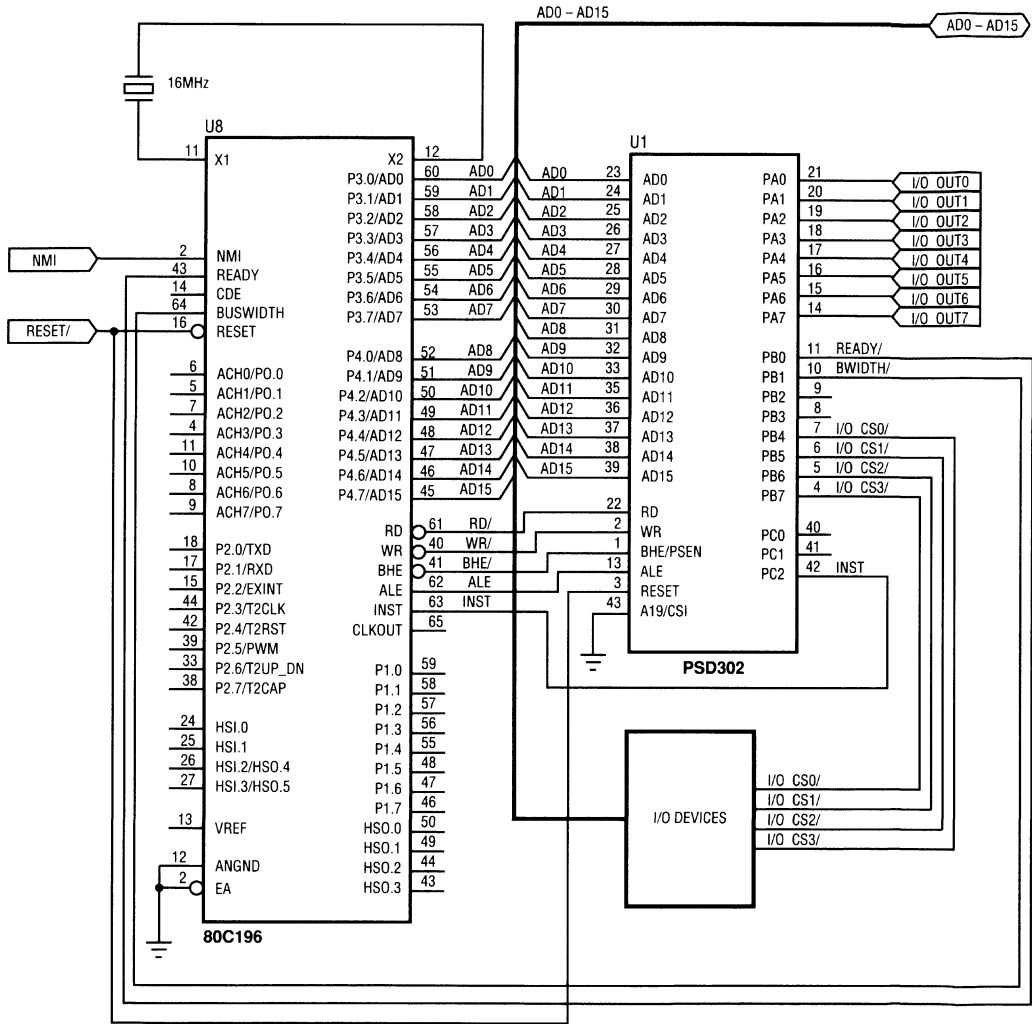 AD0 – AD15
AD0 – AD15
16MHz
U8
11 X1
X2 12
P3.0/AD0 60 AD0
P3.1/AD1 59 AD1
P3.2/AD2 58 AD2
P3.3/AD3 57 AD3
P3.4/AD4 56 AD4
P3.5/AD5 55 AD5
P3.6/AD6 54 AD6
P3.7/AD7 53 AD7
P4.0/AD8 52 AD8
P4.1/AD9 51 AD9
P4.2/AD10 50 AD10
P4.3/AD11 49 AD11
P4.4/AD12 48 AD12
P4.5/AD13 47 AD13
P4.6/AD14 46 AD14
P4.7/AD15 45 AD15
RD 61 RD/
WR 40 WR/
BHE 41 BHE/
ALE 62 ALE
INST 63 INST
CLKOUT 65
P1.0 59
P1.1 58
P1.2 57
P1.3 56
P1.4 55
P1.5 48
P1.6 47
P1.7 46
HSO.0 50
HSO.1 49
HSO.2 44
HSO.3 43
NMI
2 NMI
43 READY
14 CDE
64 BUSWIDTH
RESET/
16 RESET
6 ACH0/PO.0
5 ACH1/PO.1
7 ACH2/PO.2
4 ACH3/PO.3
11 ACH4/PO.4
10 ACH5/PO.5
8 ACH6/PO.6
9 ACH7/PO.7
18 P2.0/TXD
17 P2.1/RXD
15 P2.2/EXINT
44 P2.3/T2CLK
42 P2.4/T2RST
39 P2.5/PWM
33 P2.6/T2UP_DN
38 P2.7/T2CAP
24 HSI.0
25 HSI.1
26 HSI.2/HSO.4
27 HSI.3/HSO.5
13 VREF
12 ANGND
2 EA
80C196
U1
AD0 23 AD0
AD1 24 AD1
AD2 25 AD2
AD3 26 AD3
AD4 27 AD4
AD5 28 AD5
AD6 29 AD6
AD7 30 AD7
AD8 31 AD8
AD9 32 AD9
AD10 33 AD10
AD11 35 AD11
AD12 36 AD12
AD13 37 AD13
AD14 38 AD14
AD15 39 AD15
22 RD
2 WR
1 BHE/PSEN
13 ALE
3 RESET
43 A19/CSI
PA0 21 I/O OUT0
PA1 20 I/O OUT1
PA2 19 I/O OUT2
PA3 18 I/O OUT3
PA4 17 I/O OUT4
PA5 16 I/O OUT5
PA6 15 I/O OUT6
PA7 14 I/O OUT7
PB0 11 READY/
PB1 10 BWIDTH/
PB2 9
PB3 8
PB4 7 I/O CS0/
PB5 6 I/O CS1/
PB6 5 I/O CS2/
PB7 4 I/O CS3/
PC0 40
PC1 41
PC2 42 INST
PSD302
I/O DEVICES
I/O CS0/
I/O CS1/
I/O CS2/
I/O CS3/